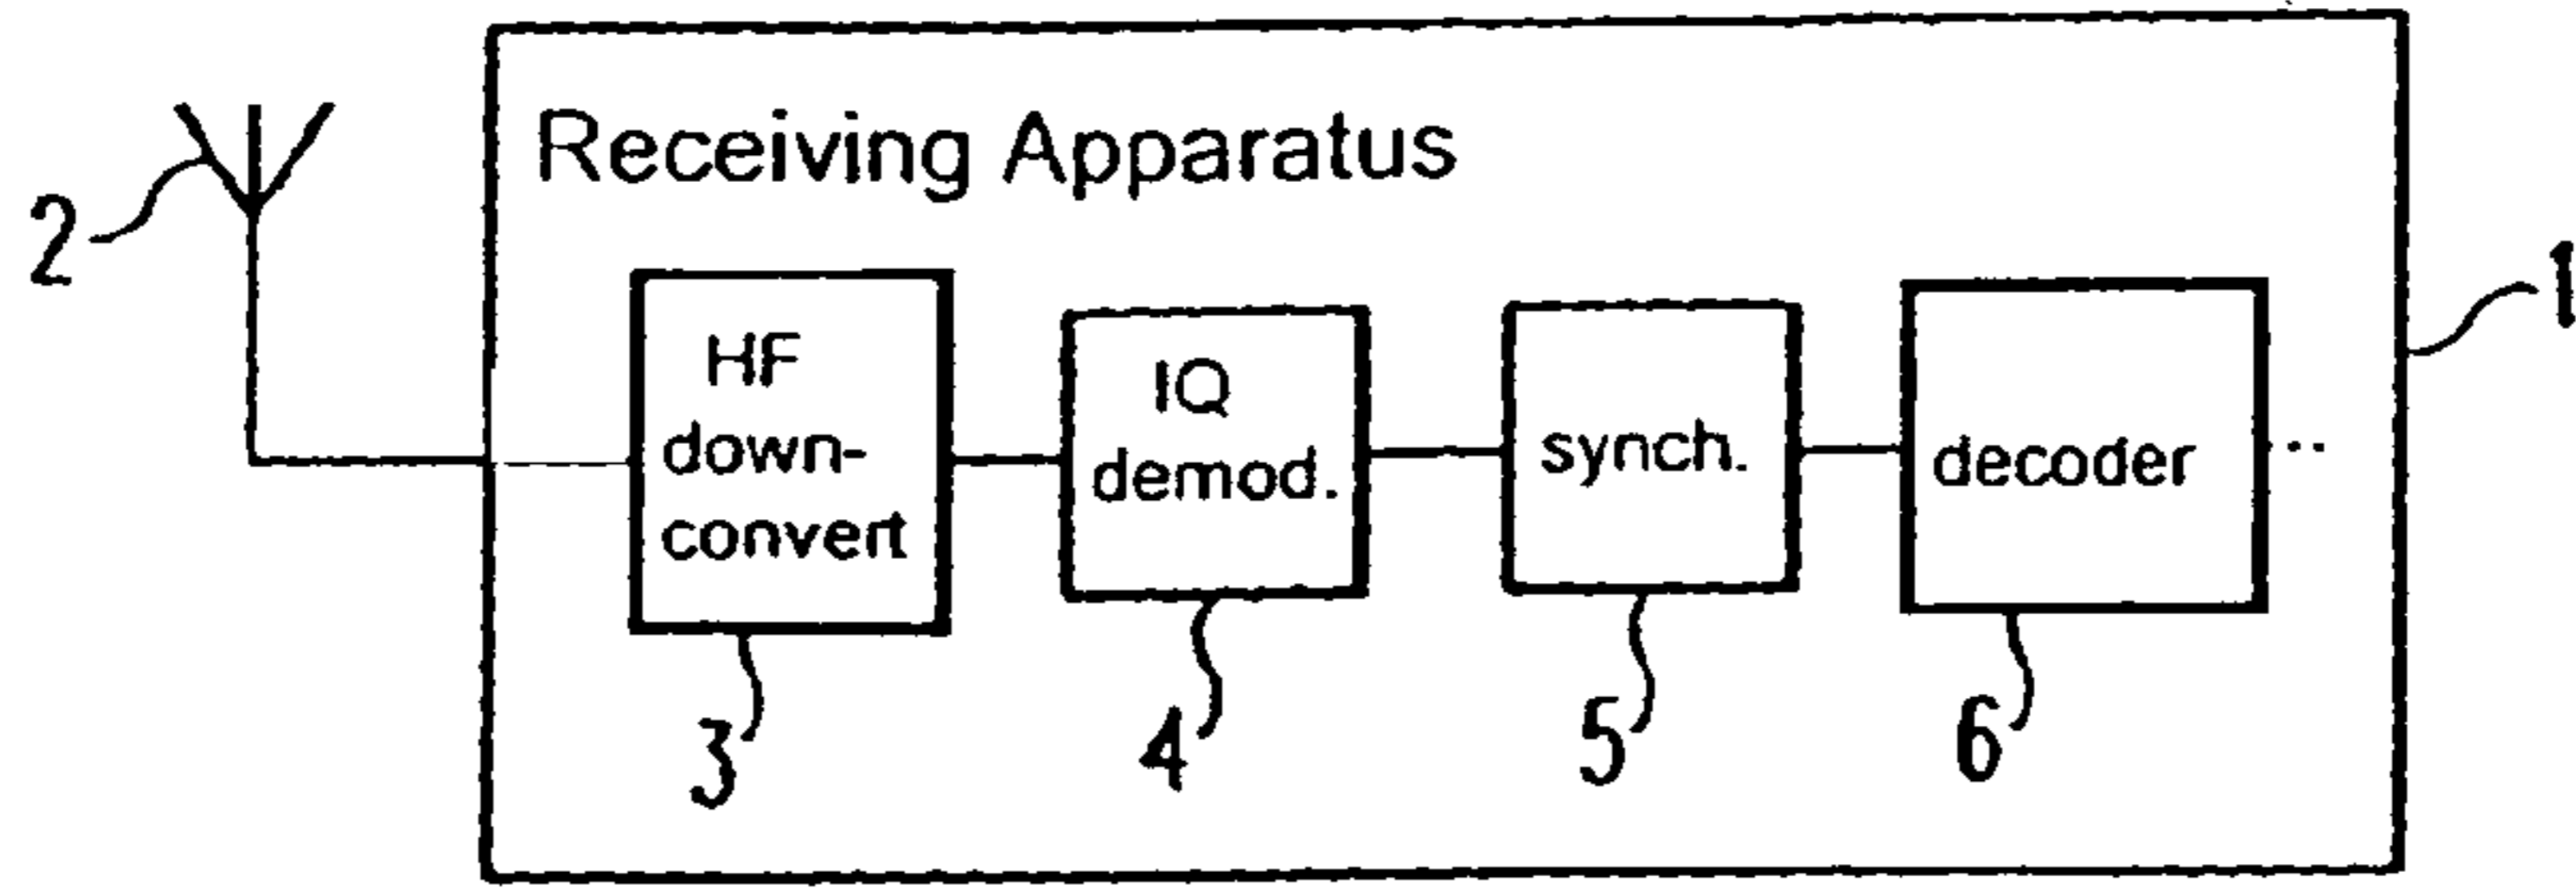 Receiving Apparatus
2
1
HF
down-
convert
IQ
demod.
synch.
decoder
...
3
4
5
6